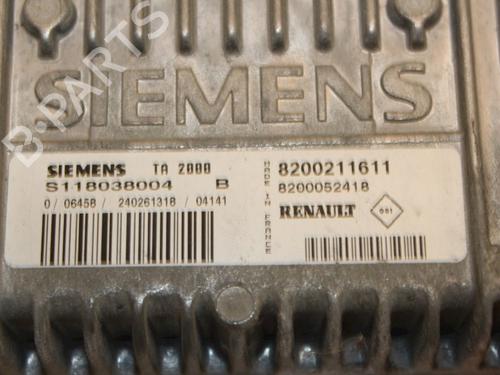 SIEMENS
B-PARTS
SIEMENS TA 2000
S118038004 B
0 / 06458 / 240261318 / 04141
MADE IN FRANCE
8200211611
8200052418
RENAULT